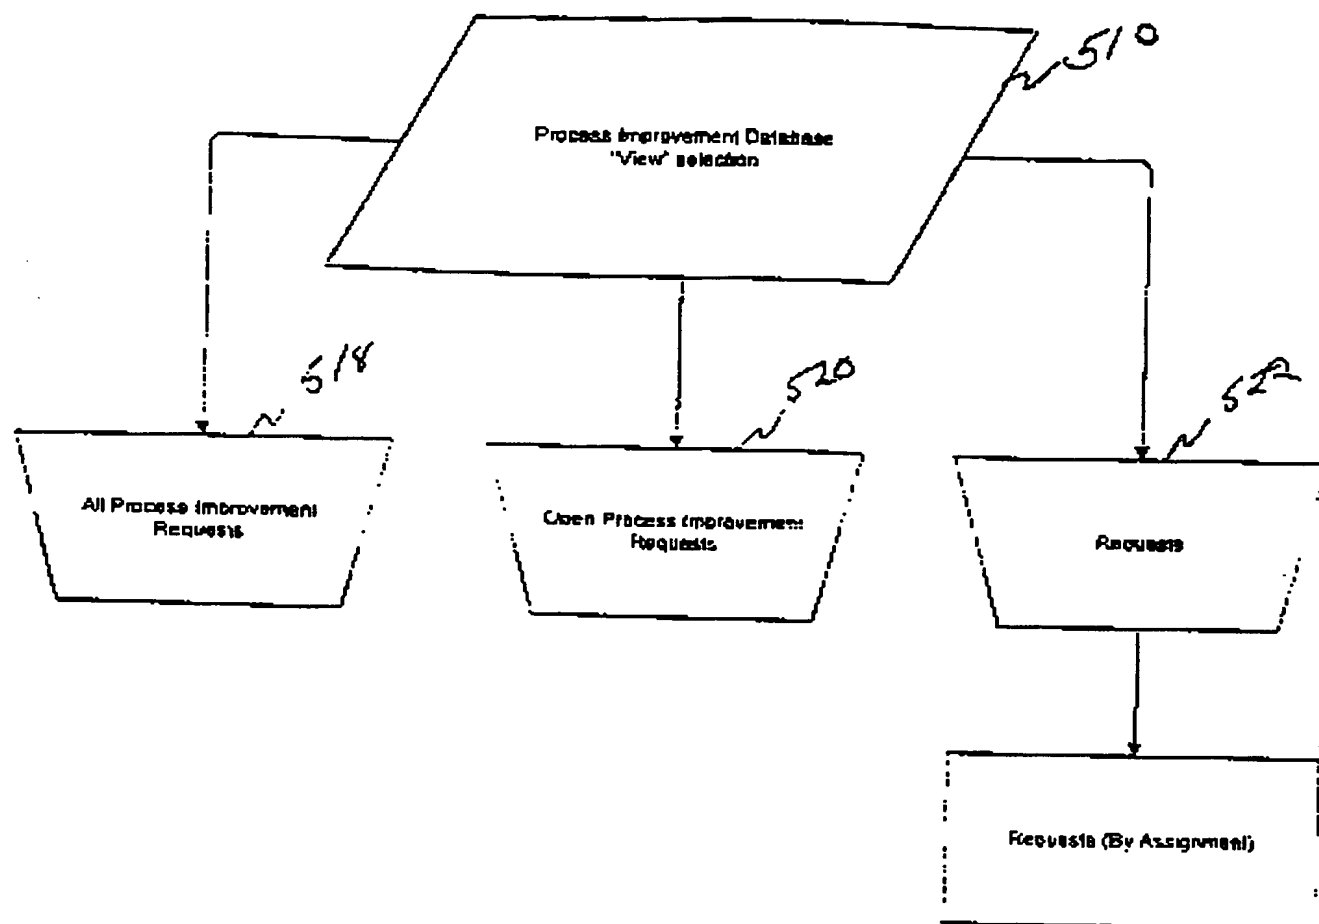 510
Process Improvement Database
"View" selection
518
520
522
All Process Improvement
Requests
Open Process Improvement
Requests
Requests
Requests (By Assignment)